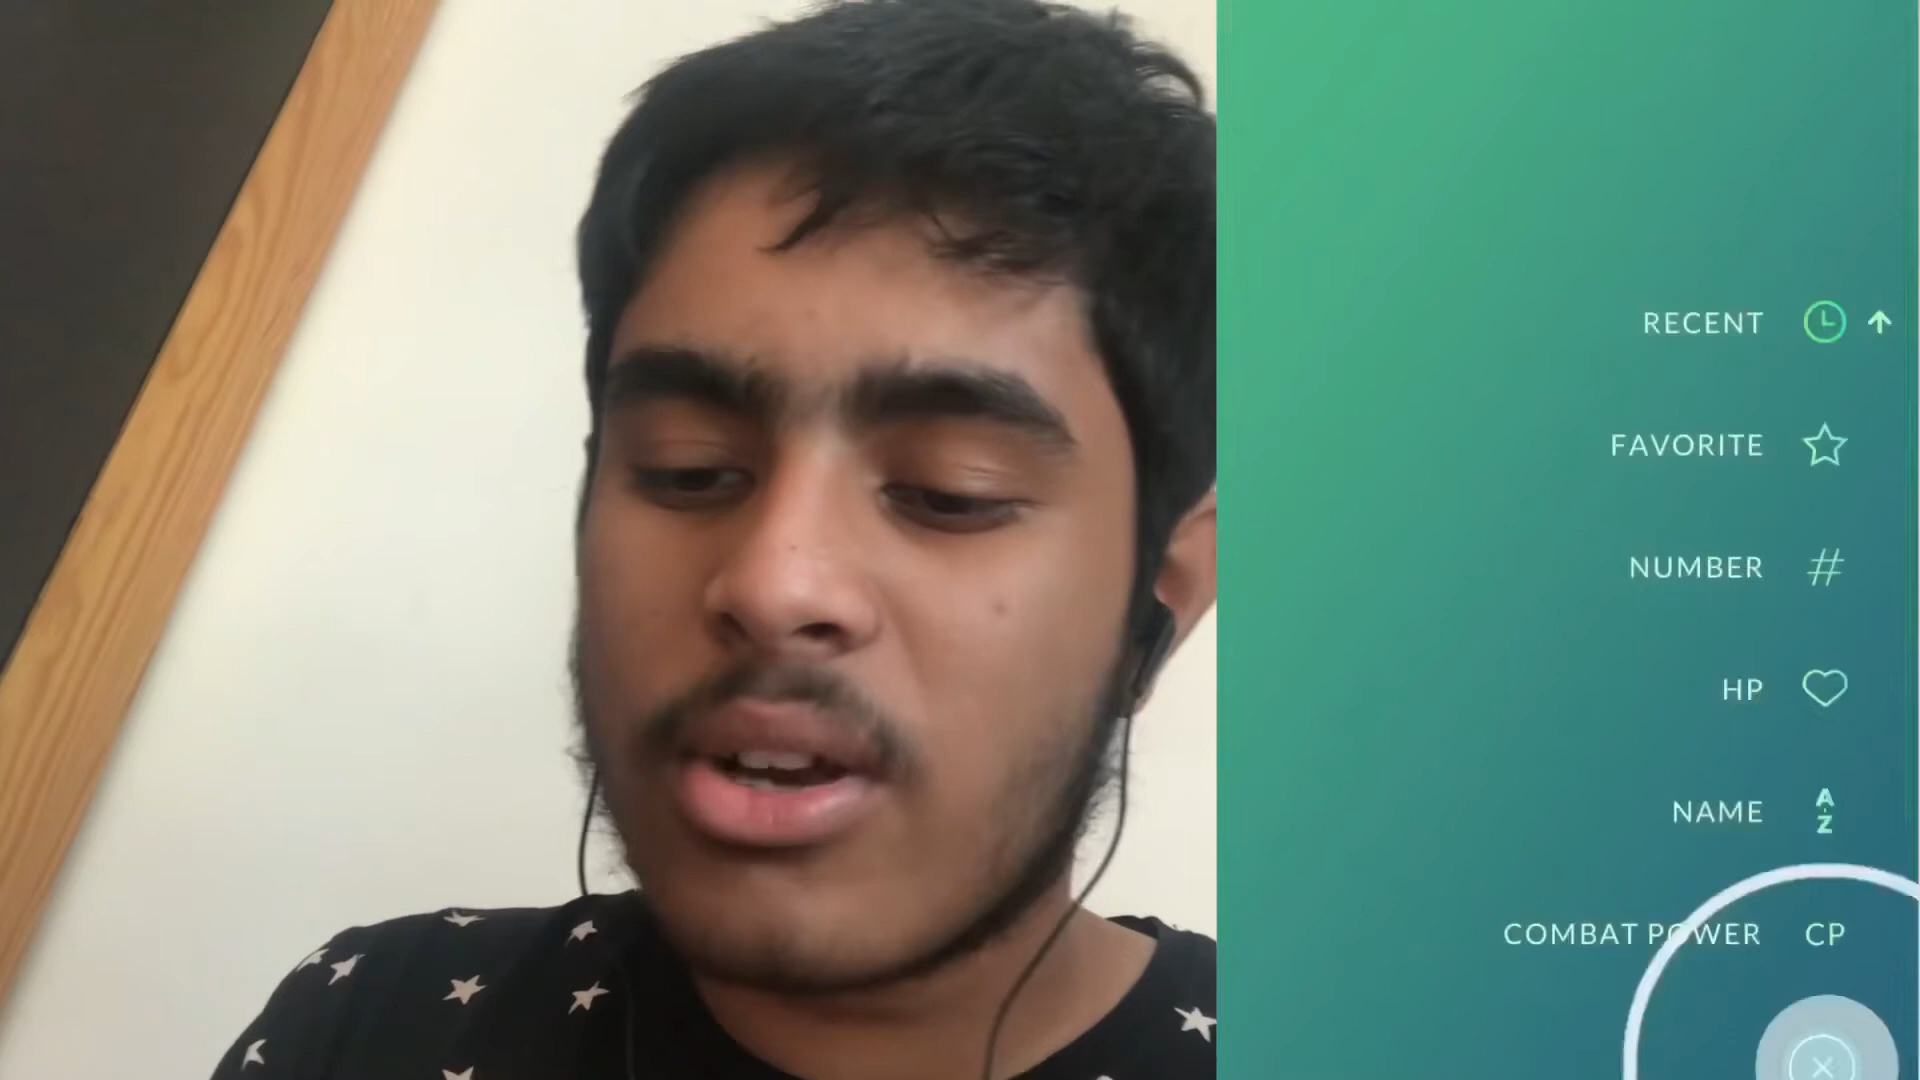 RECENT
FAVORITE
NUMBER
HP
NAME A-Z
COMBAT POWER CP